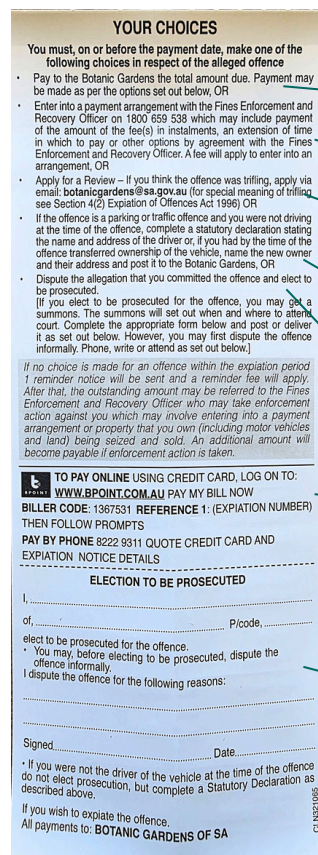 YOUR CHOICES
You must, on or before the payment date, make one of the
following choices in respect of the alleged offence
• Pay to the Botanic Gardens the total amount due. Payment may
be made as per the options set out below, OR
• Enter into a payment arrangement with the Fines Enforcement and
Recovery Officer on 1800 659 538 which may include payment
of the amount of the fee(s) in instalments, an extension of time
in which to pay or other options by agreement with the Fines
Enforcement and Recovery Officer. A fee will apply to enter into an
arrangement, OR
• Apply for a Review – If you think the offence was trifling, apply via
email: botanicgardens@sa.gov.au (for special meaning of trifling
see Section 4(2) Expiation of Offences Act 1996) OR
• If the offence is a parking or traffic offence and you were not driving
at the time of the offence, complete a statutory declaration stating
the name and address of the driver or, if you had by the time of the
offence transferred ownership of the vehicle, name the new owner
and their address and post it to the Botanic Gardens, OR
• Dispute the allegation that you committed the offence and elect to
be prosecuted.
[If you elect to be prosecuted for the offence, you may get a
summons. The summons will set out when and where to attend
court. Complete the appropriate form below and post or deliver
it as set out below. However, you may first dispute the offence
informally. Phone, write or attend as set out below.]
If no choice is made for an offence within the expiation period
1 reminder notice will be sent and a reminder fee will apply.
After that, the outstanding amount may be referred to the Fines
Enforcement and Recovery Officer who may take enforcement
action against you which may involve entering into a payment
arrangement or property that you own (including motor vehicles
and land) being seized and sold. An additional amount will
become payable if enforcement action is taken.
BPOINT
TO PAY ONLINE USING CREDIT CARD, LOG ON TO:
WWW.BPOINT.COM.AU PAY MY BILL NOW
BILLER CODE: 1367531 REFERENCE 1: (EXPIATION NUMBER)
THEN FOLLOW PROMPTS
PAY BY PHONE 8222 9311 QUOTE CREDIT CARD AND
EXPIATION NOTICE DETAILS
ELECTION TO BE PROSECUTED
I,
of, P/code,
elect to be prosecuted for the offence.
• You may, before electing to be prosecuted, dispute the
offence informally.
I dispute the offence for the following reasons:
Signed Date
• If you were not the driver of the vehicle at the time of the offence
do not elect prosecution, but complete a Statutory Declaration as
described above.
If you wish to expiate the offence.
All payments to: BOTANIC GARDENS OF SA
CLN321065